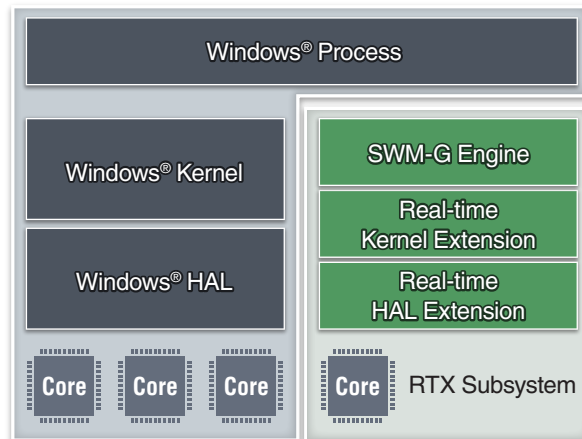 Windows® Process
Windows® Kernel
Windows® HAL
Core Core Core
SWM-G Engine
Real-time
Kernel Extension
Real-time
HAL Extension
Core RTX Subsystem